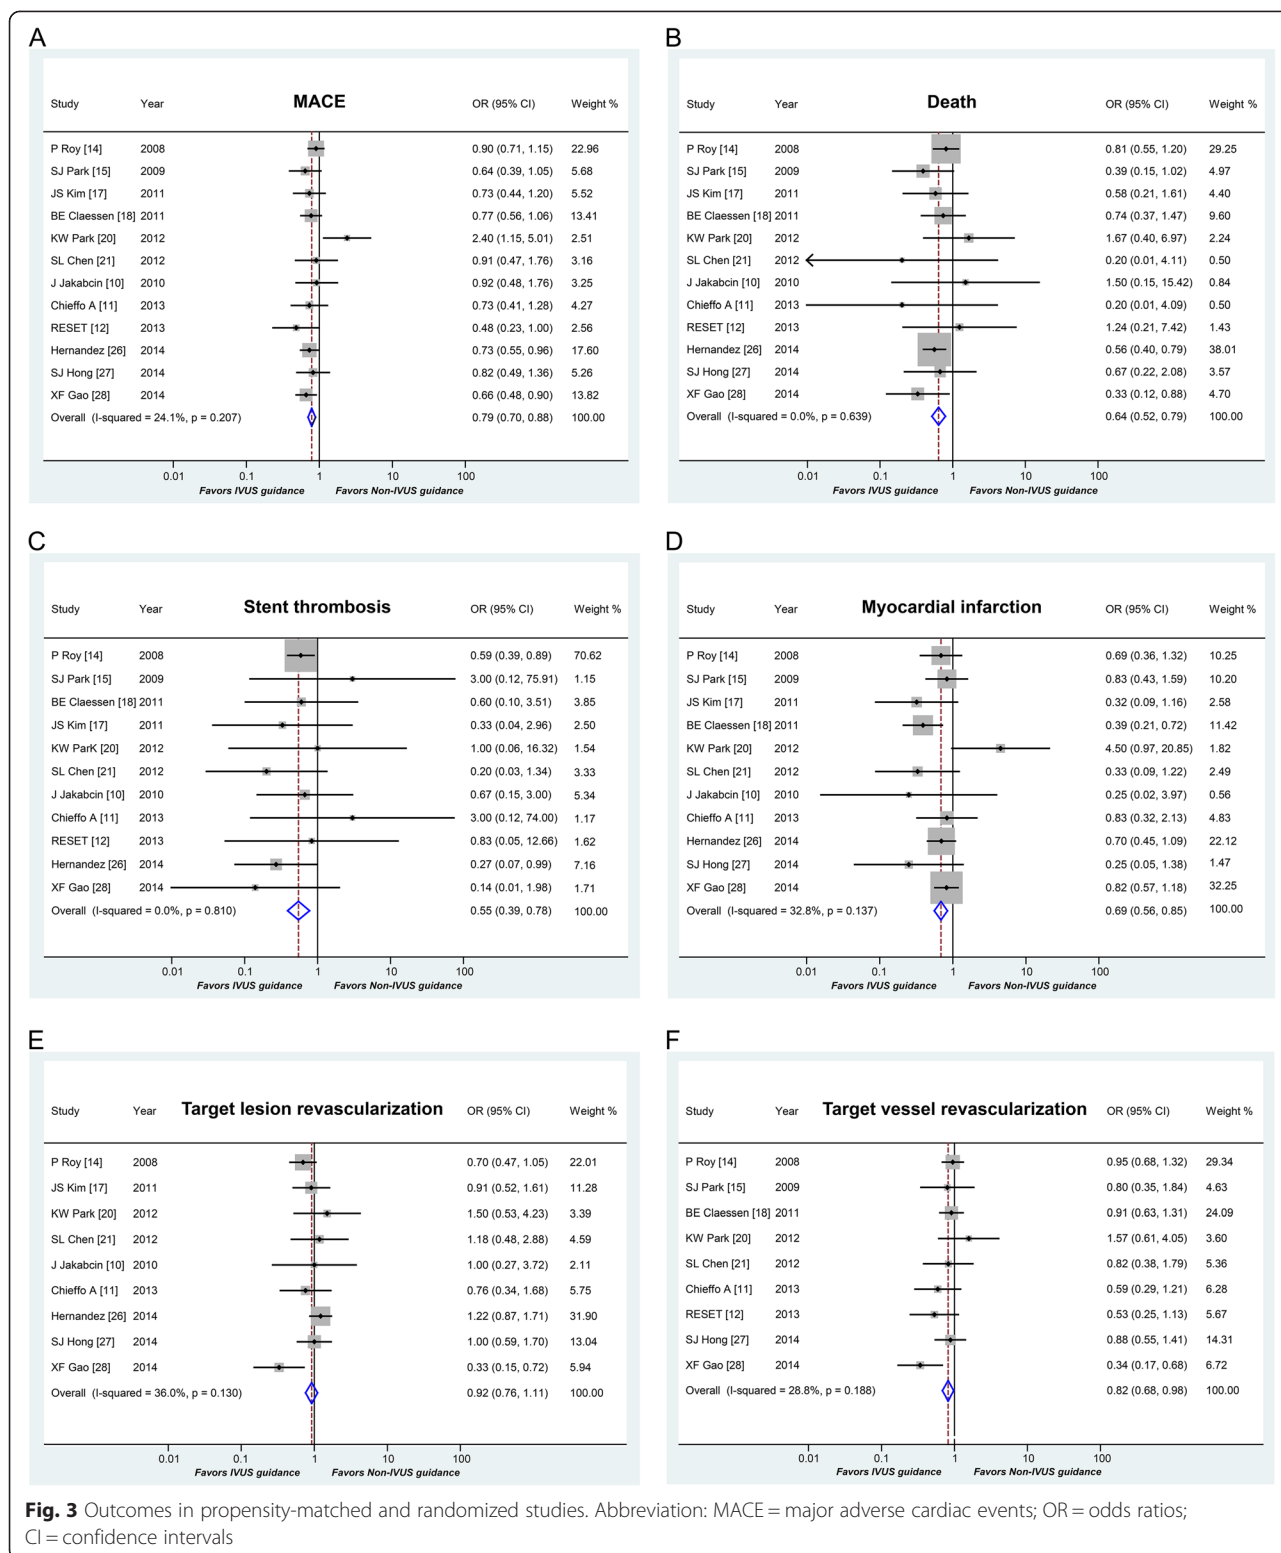 A
MACE
Study Year OR (95% CI) Weight %
P Roy [14] 2008 0.90 (0.71, 1.15) 22.96
SJ Park [15] 2009 0.64 (0.39, 1.05) 5.68
JS Kim [17] 2011 0.73 (0.44, 1.20) 5.52
BE Claessen [18] 2011 0.77 (0.56, 1.06) 13.41
KW Park [20] 2012 2.40 (1.15, 5.01) 2.51
SL Chen [21] 2012 0.91 (0.47, 1.76) 3.16
J Jakabcin [10] 2010 0.92 (0.48, 1.76) 3.25
Chieffo A [11] 2013 0.73 (0.41, 1.28) 4.27
RESET [12] 2013 0.48 (0.23, 1.00) 2.56
Hernandez [26] 2014 0.73 (0.55, 0.96) 17.60
SJ Hong [27] 2014 0.82 (0.49, 1.36) 5.26
XF Gao [28] 2014 0.66 (0.48, 0.90) 13.82
Overall (I-squared = 24.1%, p = 0.207) 0.79 (0.70, 0.88) 100.00
0.01 0.1 1 10 100
Favors IVUS guidance Favors Non-IVUS guidance
B
Death
Study Year OR (95% CI) Weight %
P Roy [14] 2008 0.81 (0.55, 1.20) 29.25
SJ Park [15] 2009 0.39 (0.15, 1.02) 4.97
JS Kim [17] 2011 0.58 (0.21, 1.61) 4.40
BE Claessen [18] 2011 0.74 (0.37, 1.47) 9.60
KW Park [20] 2012 1.67 (0.40, 6.97) 2.24
SL Chen [21] 2012 0.20 (0.01, 4.11) 0.50
J Jakabcin [10] 2010 1.50 (0.15, 15.42) 0.84
Chieffo A [11] 2013 0.20 (0.01, 4.09) 0.50
RESET [12] 2013 1.24 (0.21, 7.42) 1.43
Hernandez [26] 2014 0.56 (0.40, 0.79) 38.01
SJ Hong [27] 2014 0.67 (0.22, 2.08) 3.57
XF Gao [28] 2014 0.33 (0.12, 0.88) 4.70
Overall (I-squared = 0.0%, p = 0.639) 0.64 (0.52, 0.79) 100.00
0.01 0.1 1 10 100
Favors IVUS guidance Favors Non-IVUS guidance
C
Stent thrombosis
Study Year OR (95% CI) Weight %
P Roy [14] 2008 0.59 (0.39, 0.89) 70.62
SJ Park [15] 2009 3.00 (0.12, 75.91) 1.15
BE Claessen [18] 2011 0.60 (0.10, 3.51) 3.85
JS Kim [17] 2011 0.33 (0.04, 2.96) 2.50
KW ParK [20] 2012 1.00 (0.06, 16.32) 1.54
SL Chen [21] 2012 0.20 (0.03, 1.34) 3.33
J Jakabcin [10] 2010 0.67 (0.15, 3.00) 5.34
Chieffo A [11] 2013 3.00 (0.12, 74.00) 1.17
RESET [12] 2013 0.83 (0.05, 12.66) 1.62
Hernandez [26] 2014 0.27 (0.07, 0.99) 7.16
XF Gao [28] 2014 0.14 (0.01, 1.98) 1.71
Overall (I-squared = 0.0%, p = 0.810) 0.55 (0.39, 0.78) 100.00
0.01 0.1 1 10 100
Favors IVUS guidance Favors Non-IVUS guidance
D
Myocardial infarction
Study Year OR (95% CI) Weight %
P Roy [14] 2008 0.69 (0.36, 1.32) 10.25
SJ Park [15] 2009 0.83 (0.43, 1.59) 10.20
JS Kim [17] 2011 0.32 (0.09, 1.16) 2.58
BE Claessen [18] 2011 0.39 (0.21, 0.72) 11.42
KW Park [20] 2012 4.50 (0.97, 20.85) 1.82
SL Chen [21] 2012 0.33 (0.09, 1.22) 2.49
J Jakabcin [10] 2010 0.25 (0.02, 3.97) 0.56
Chieffo A [11] 2013 0.83 (0.32, 2.13) 4.83
Hernandez [26] 2014 0.70 (0.45, 1.09) 22.12
SJ Hong [27] 2014 0.25 (0.05, 1.38) 1.47
XF Gao [28] 2014 0.82 (0.57, 1.18) 32.25
Overall (I-squared = 32.8%, p = 0.137) 0.69 (0.56, 0.85) 100.00
0.01 0.1 1 10 100
Favors IVUS guidance Favors Non-IVUS guidance
E
Study Year Target lesion revascularization OR (95% CI) Weight %
P Roy [14] 2008 0.70 (0.47, 1.05) 22.01
JS Kim [17] 2011 0.91 (0.52, 1.61) 11.28
KW Park [20] 2012 1.50 (0.53, 4.23) 3.39
SL Chen [21] 2012 1.18 (0.48, 2.88) 4.59
J Jakabcin [10] 2010 1.00 (0.27, 3.72) 2.11
Chieffo A [11] 2013 0.76 (0.34, 1.68) 5.75
Hernandez [26] 2014 1.22 (0.87, 1.71) 31.90
SJ Hong [27] 2014 1.00 (0.59, 1.70) 13.04
XF Gao [28] 2014 0.33 (0.15, 0.72) 5.94
Overall (I-squared = 36.0%, p = 0.130) 0.92 (0.76, 1.11) 100.00
0.01 0.1 1 10 100
Favors IVUS guidance Favors Non-IVUS guidance
F
Study Year Target vessel revascularization OR (95% CI) Weight %
P Roy [14] 2008 0.95 (0.68, 1.32) 29.34
SJ Park [15] 2009 0.80 (0.35, 1.84) 4.63
BE Claessen [18] 2011 0.91 (0.63, 1.31) 24.09
KW Park [20] 2012 1.57 (0.61, 4.05) 3.60
SL Chen [21] 2012 0.82 (0.38, 1.79) 5.36
Chieffo A [11] 2013 0.59 (0.29, 1.21) 6.28
RESET [12] 2013 0.53 (0.25, 1.13) 5.67
SJ Hong [27] 2014 0.88 (0.55, 1.41) 14.31
XF Gao [28] 2014 0.34 (0.17, 0.68) 6.72
Overall (I-squared = 28.8%, p = 0.188) 0.82 (0.68, 0.98) 100.00
0.01 0.1 1 10 100
Favors IVUS guidance Favors Non-IVUS guidance
Fig. 3 Outcomes in propensity-matched and randomized studies. Abbreviation: MACE = major adverse cardiac events; OR = odds ratios;
CI = confidence intervals